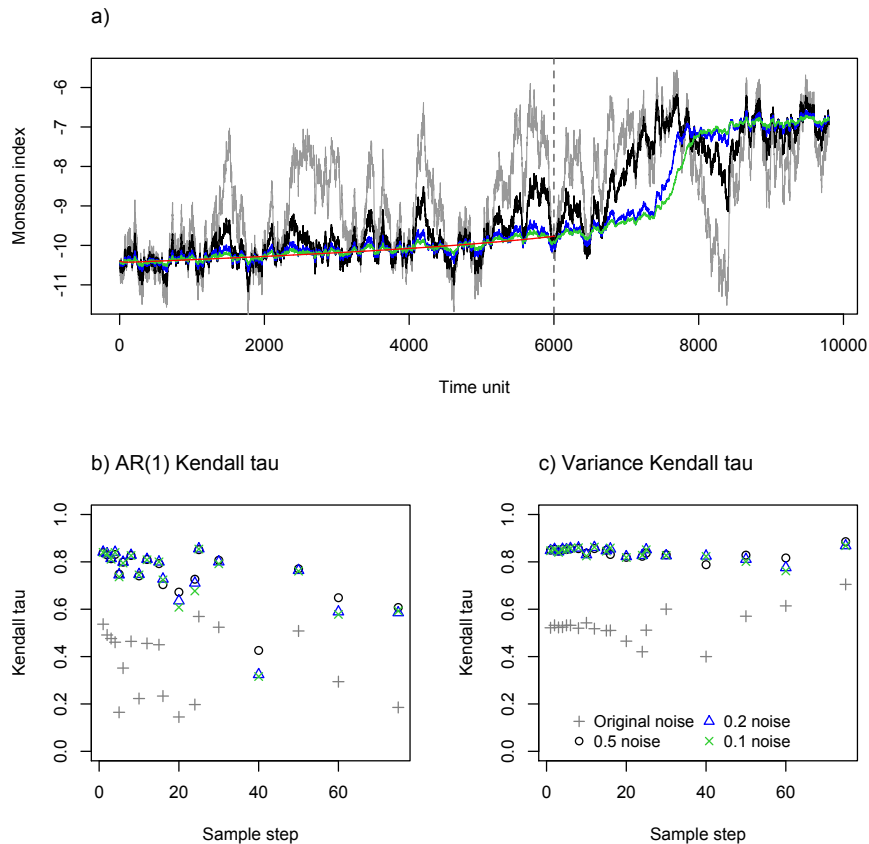 a)
Monsoon index
-6
-7
-8
-9
-10
-11
0 2000 4000 6000 8000 10000
Time unit
b) AR(1) Kendall tau
Kendall tau
1.0
0.8
0.6
0.4
0.2
0.0
0 20 40 60
Sample step
c) Variance Kendall tau
Kendall tau
1.0
0.8
0.6
0.4
0.2
0.0
Original noise 0.2 noise
0.5 noise 0.1 noise
0 20 40 60
Sample step